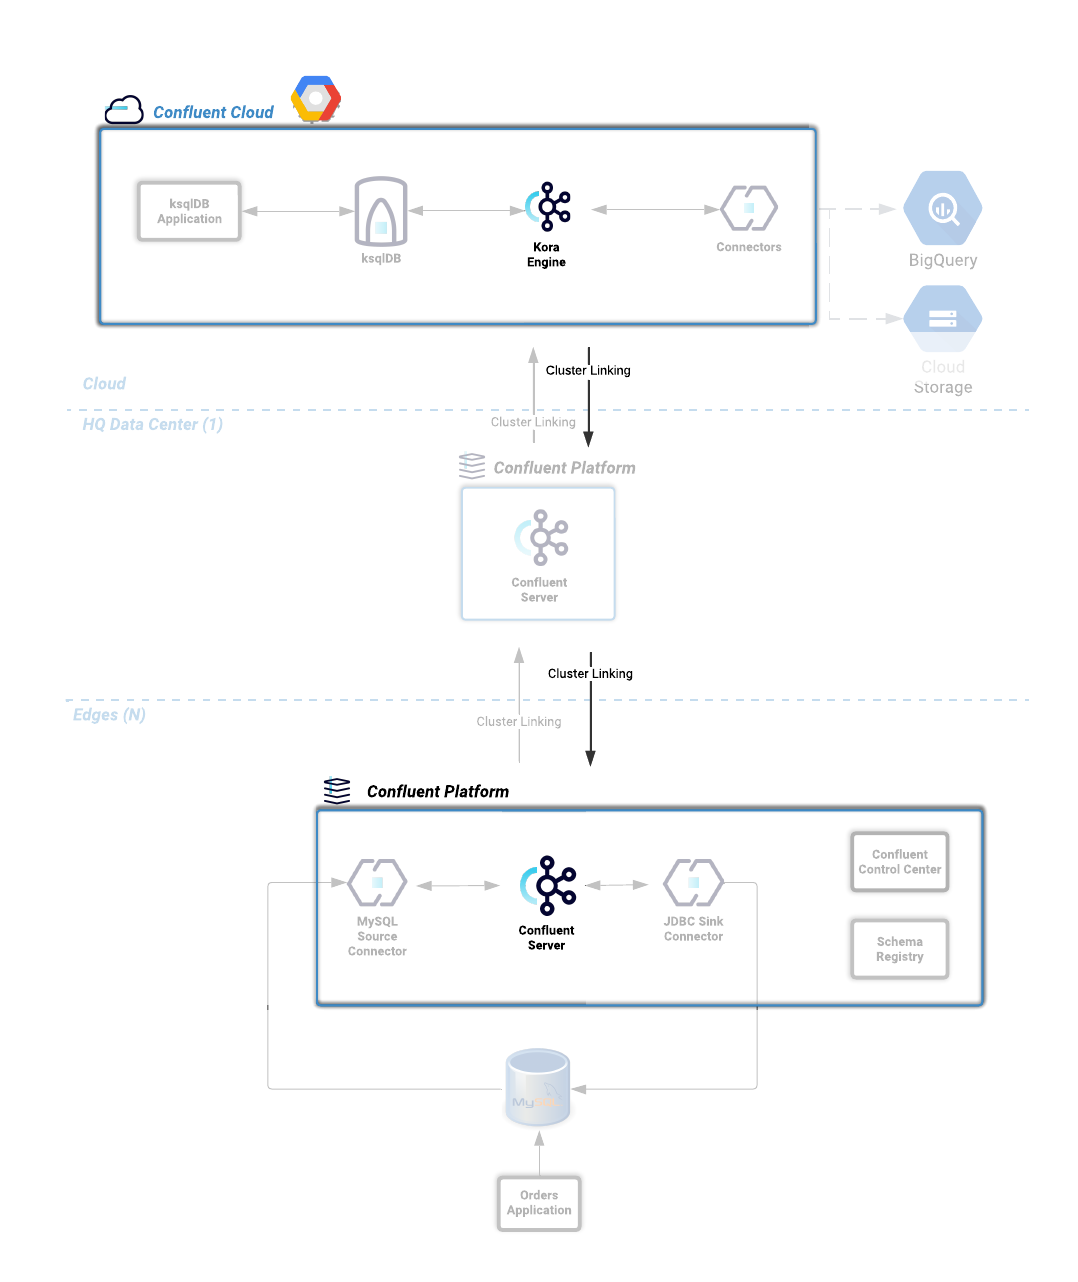 Confluent Cloud
ksqlDB
Application
ksqlDB
Kora
Engine
Connectors
BigQuery
Cloud
Storage
Cluster Linking
Cloud
HQ Data Center (1)
Cluster Linking
Confluent Platform
Confluent
Server
Cluster Linking
Edges (N)
Cluster Linking
Confluent Platform
MySQL
Source
Connector
Confluent
Server
JDBC Sink
Connector
Confluent
Control Center
Schema
Registry
MySQL
Orders
Application